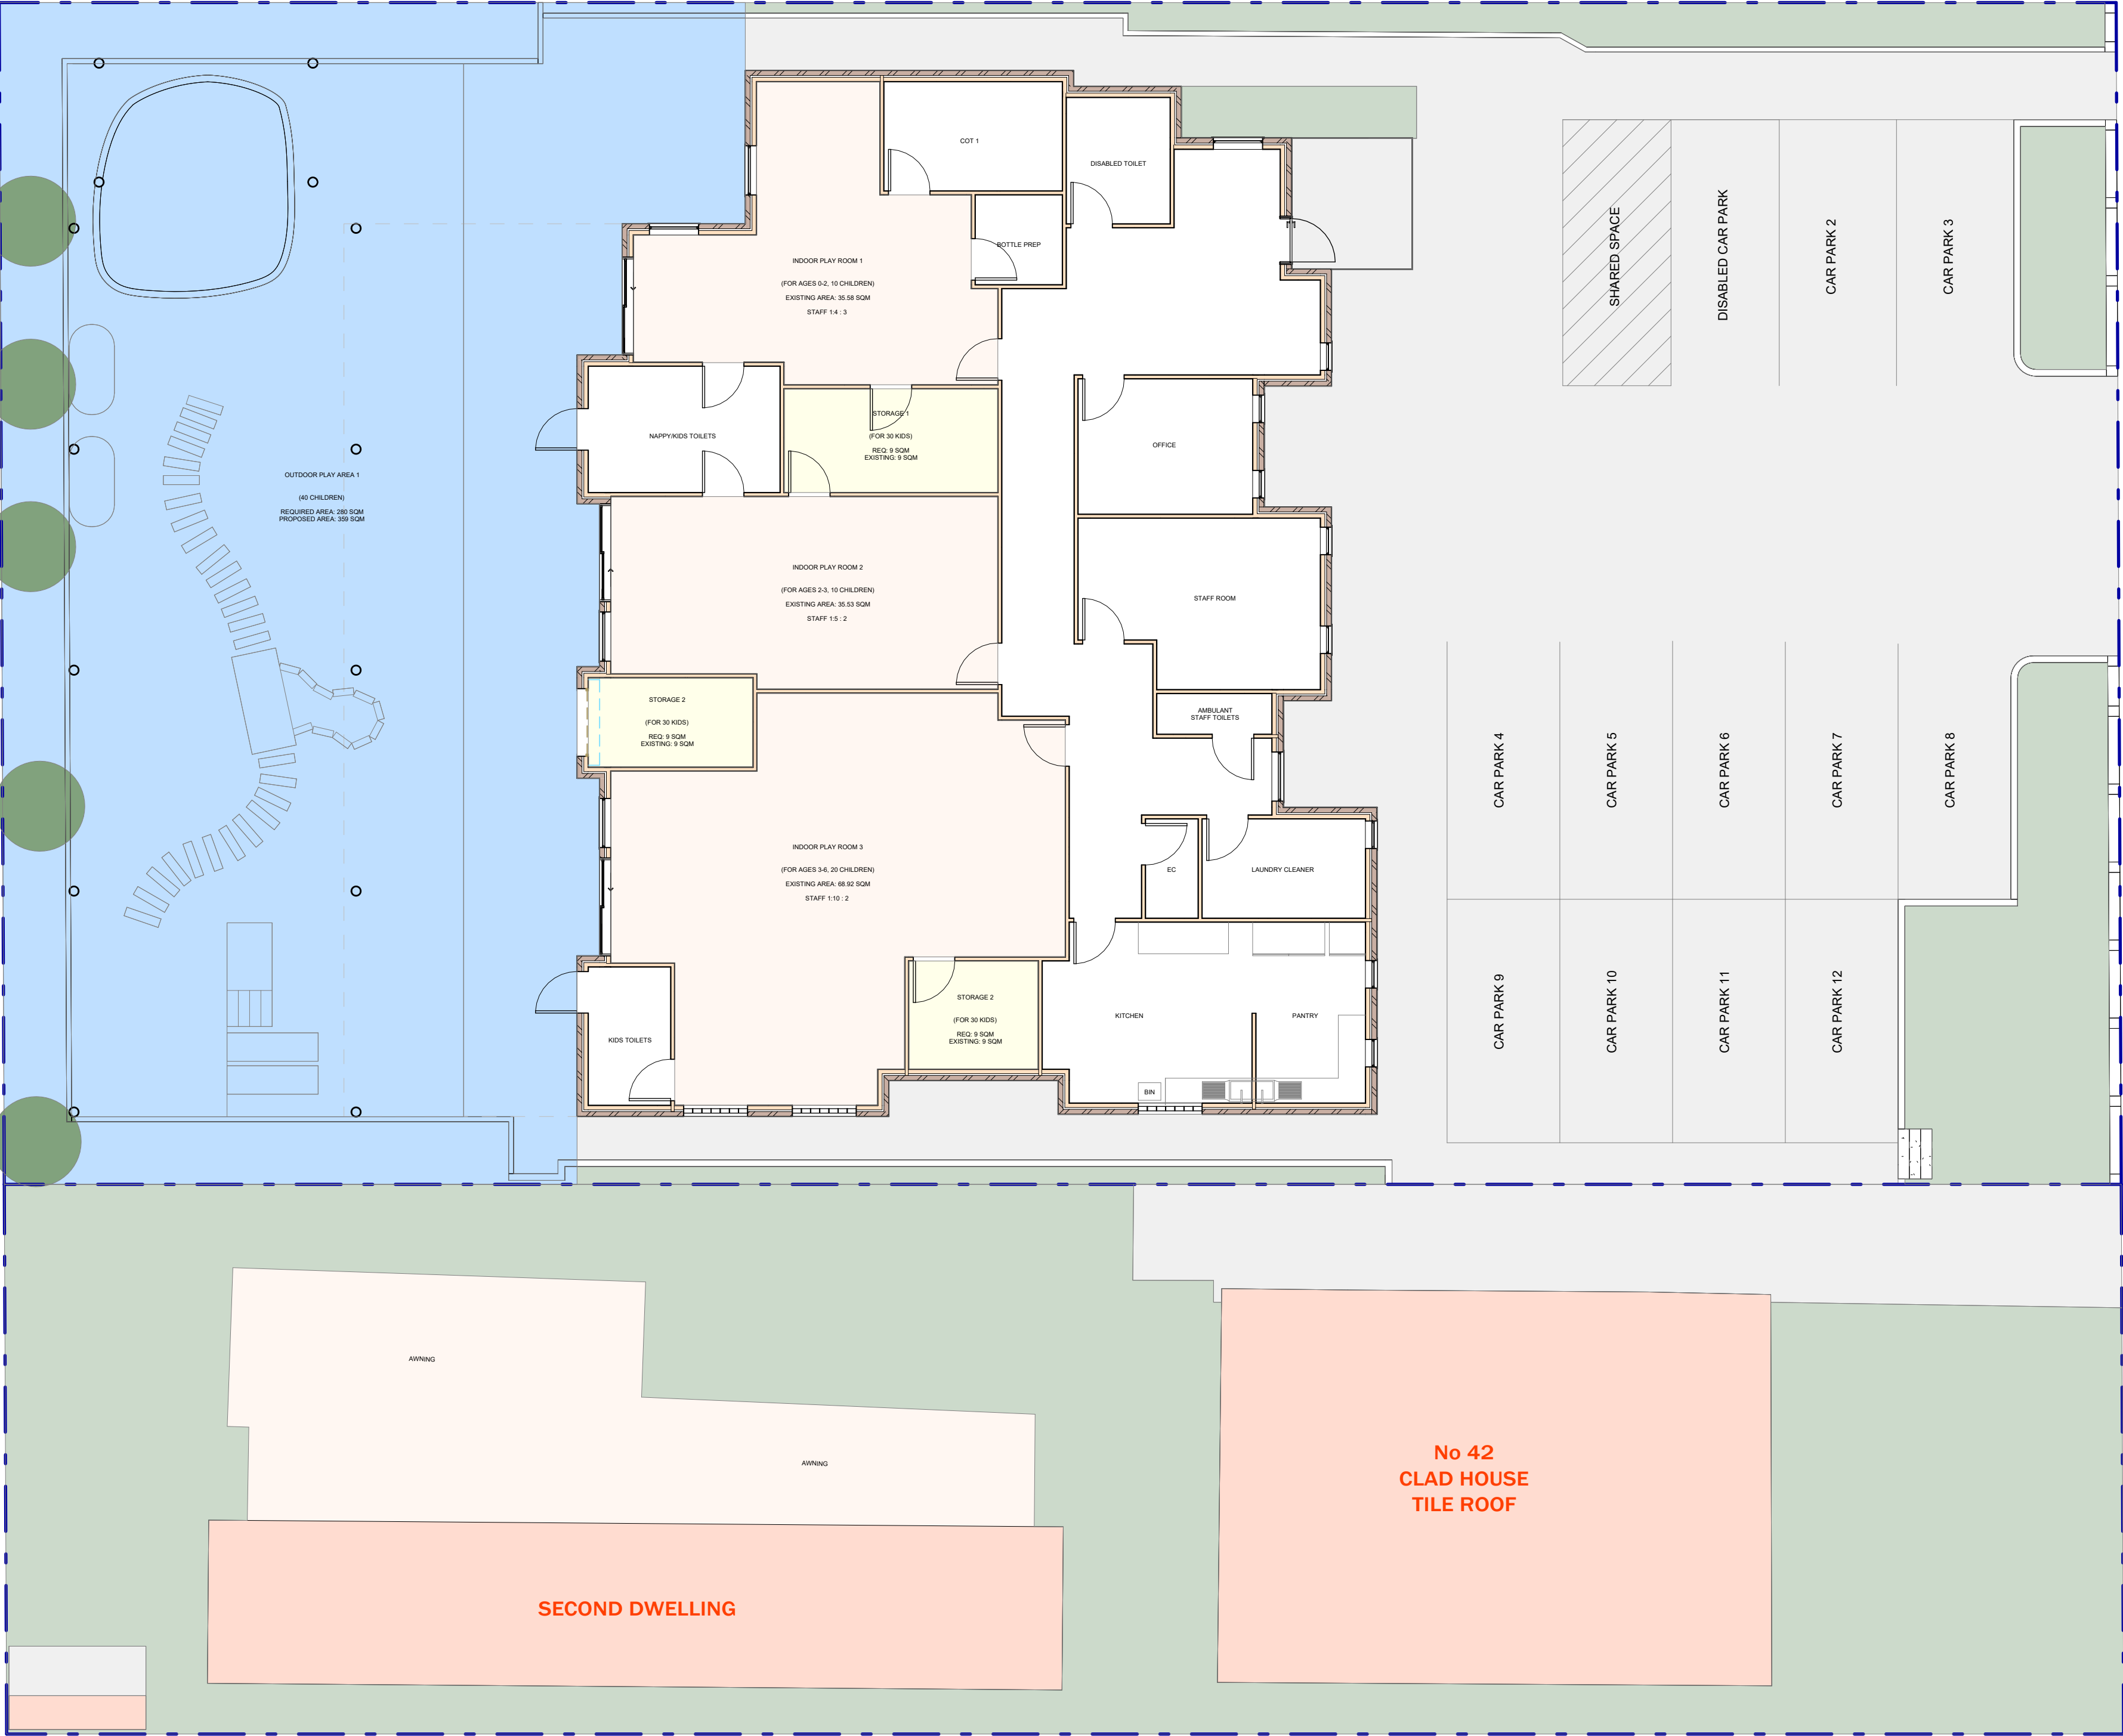 COT 1
DISABLED TOILET
BOTTLE PREP
INDOOR PLAY ROOM 1
(FOR AGES 0-2, 10 CHILDREN)
EXISTING AREA: 35.58 SQM
STAFF 1:4 : 3
SHARED SPACE
DISABLED CAR PARK
CAR PARK 2
CAR PARK 3
NAPPY/KIDS TOILETS
STORAGE 1
(FOR 30 KIDS)
REQ: 9 SQM
EXISTING: 9 SQM
OFFICE
OUTDOOR PLAY AREA 1
(40 CHILDREN)
REQUIRED AREA: 280 SQM
PROPOSED AREA: 359 SQM
INDOOR PLAY ROOM 2
(FOR AGES 2-3, 10 CHILDREN)
EXISTING AREA: 35.53 SQM
STAFF 1:5 : 2
STAFF ROOM
STORAGE 2
(FOR 30 KIDS)
REQ: 9 SQM
EXISTING: 9 SQM
AMBULANT
STAFF TOILETS
CAR PARK 4
CAR PARK 5
CAR PARK 6
CAR PARK 7
CAR PARK 8
INDOOR PLAY ROOM 3
(FOR AGES 3-6, 20 CHILDREN)
EXISTING AREA: 68.92 SQM
STAFF 1:10 : 2
EC
LAUNDRY CLEANER
STORAGE 2
(FOR 30 KIDS)
REQ: 9 SQM
EXISTING: 9 SQM
KITCHEN
PANTRY
KIDS TOILETS
BIN
CAR PARK 9
CAR PARK 10
CAR PARK 11
CAR PARK 12
AWNING
AWNING
No 42
CLAD HOUSE
TILE ROOF
SECOND DWELLING